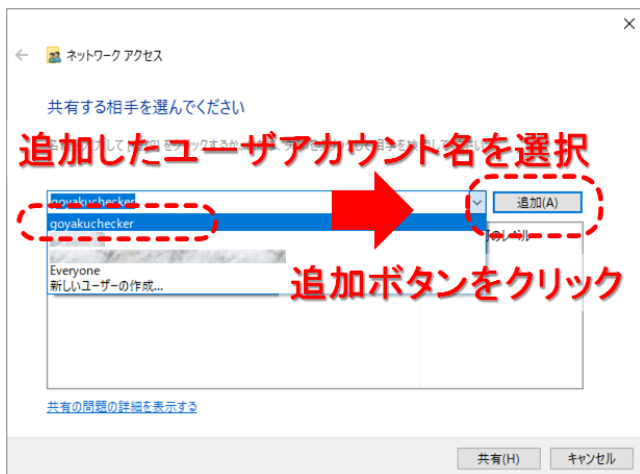 ネットワーク アクセス
共有する相手を選んでください
追加したユーザアカウント名を選択
goyakuchecker
追加(A)
goyakuchecker
のレベル
Everyone
新しいユーザーの作成...
追加ボタンをクリック
共有の問題の詳細を表示する
共有(H)
キャンセル